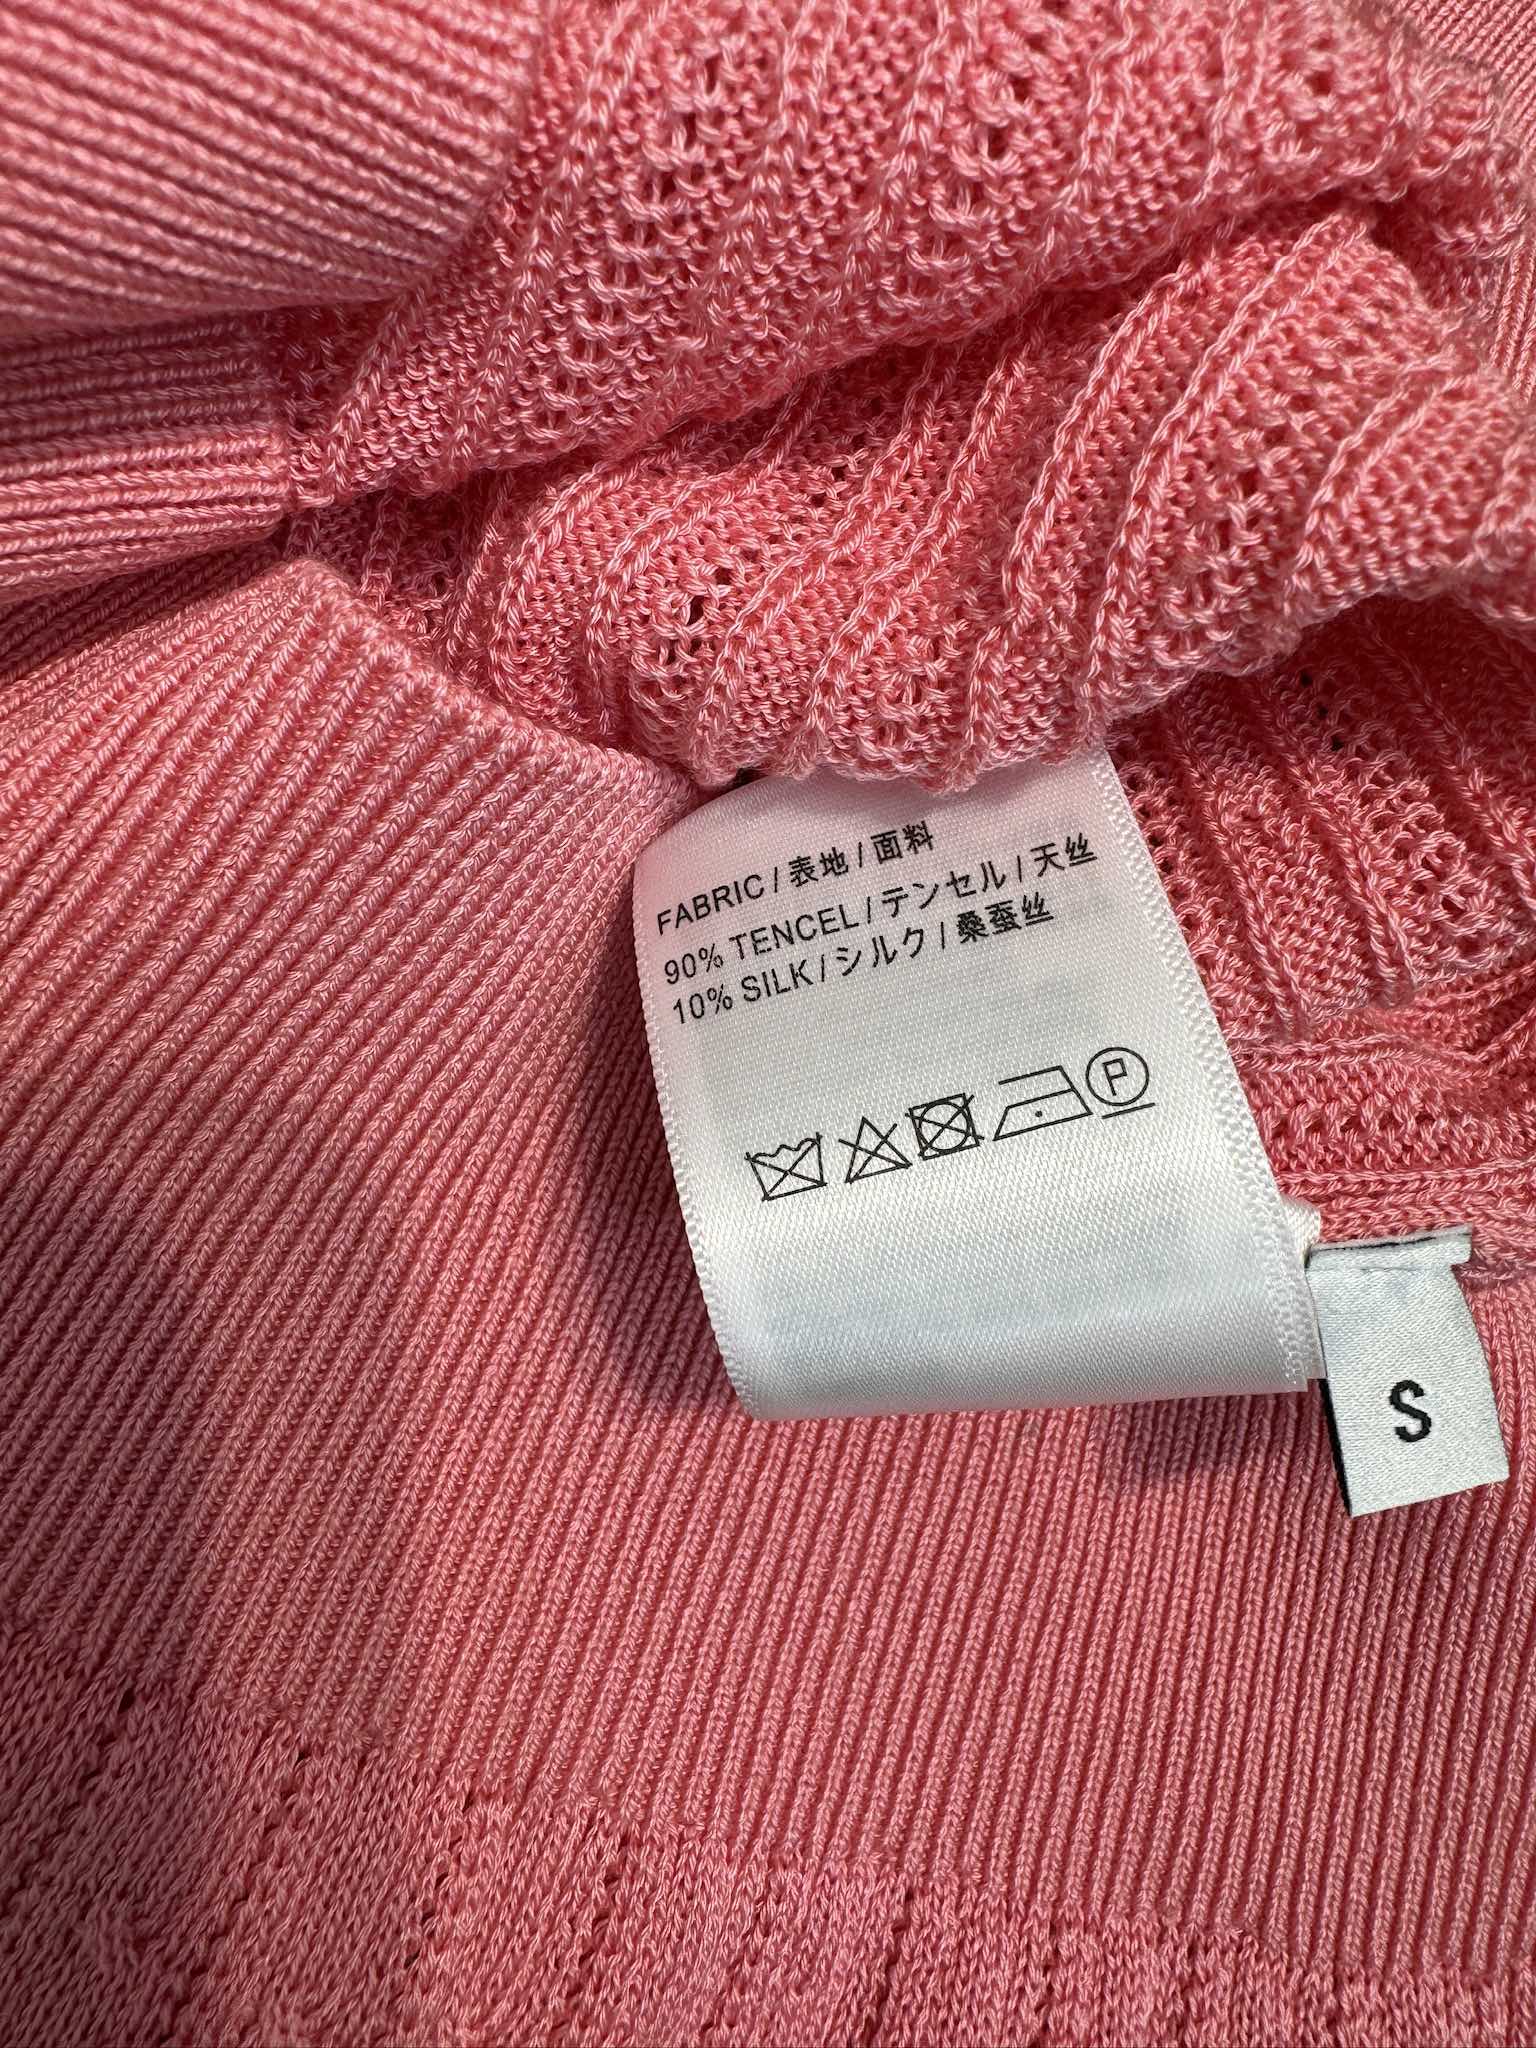 FABRIC / 表地 / 面料
90% TENCEL / テンセル / 天丝
10% SILK / シルク / 桑蚕丝
P
S